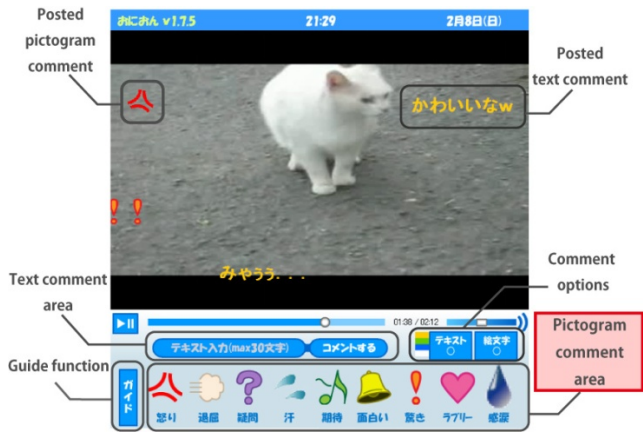 おにおん v1.7.5 21:29 2月8日(日)
Posted
pictogram
comment
Posted
text comment
かわいいなw
みゃうぅ...
Text comment
area
Comment
options
01:38 / 02:12
テキスト入力(max30文字)
コメントする
テキスト
絵文字
Pictogram
comment
area
Guide function
ガイド
怒り 退屈 疑問 汗 期待 面白い 驚き ラブリー 感涙